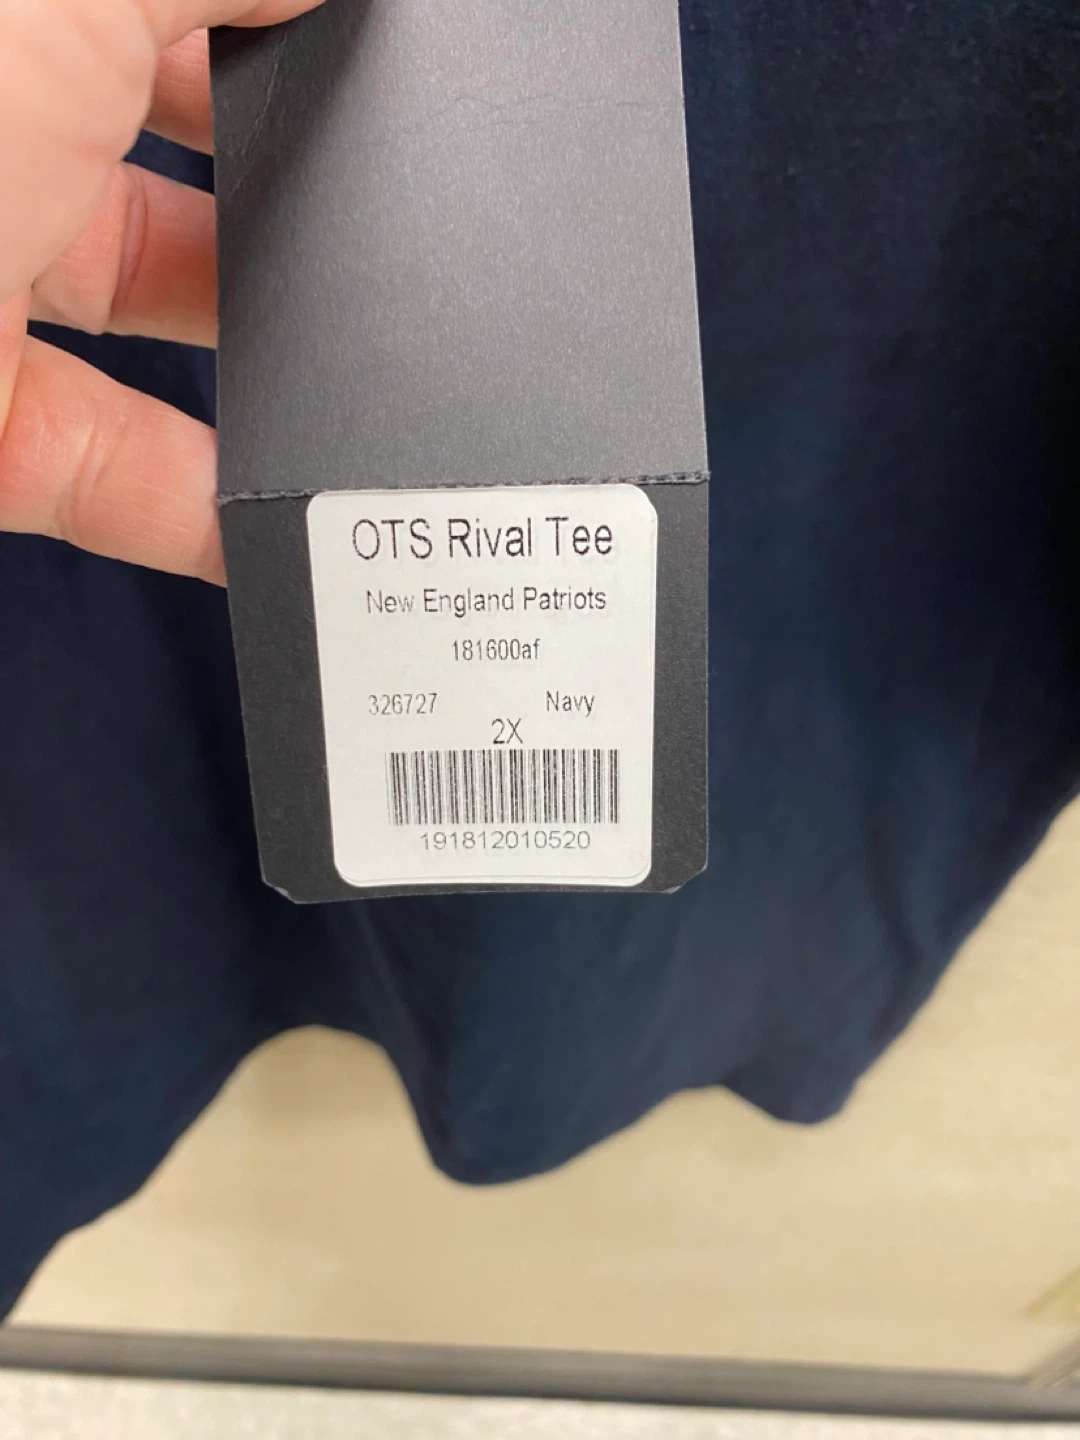 OTS Rival Tee
New England Patriots
181600af
326727 Navy
2X
191812010520